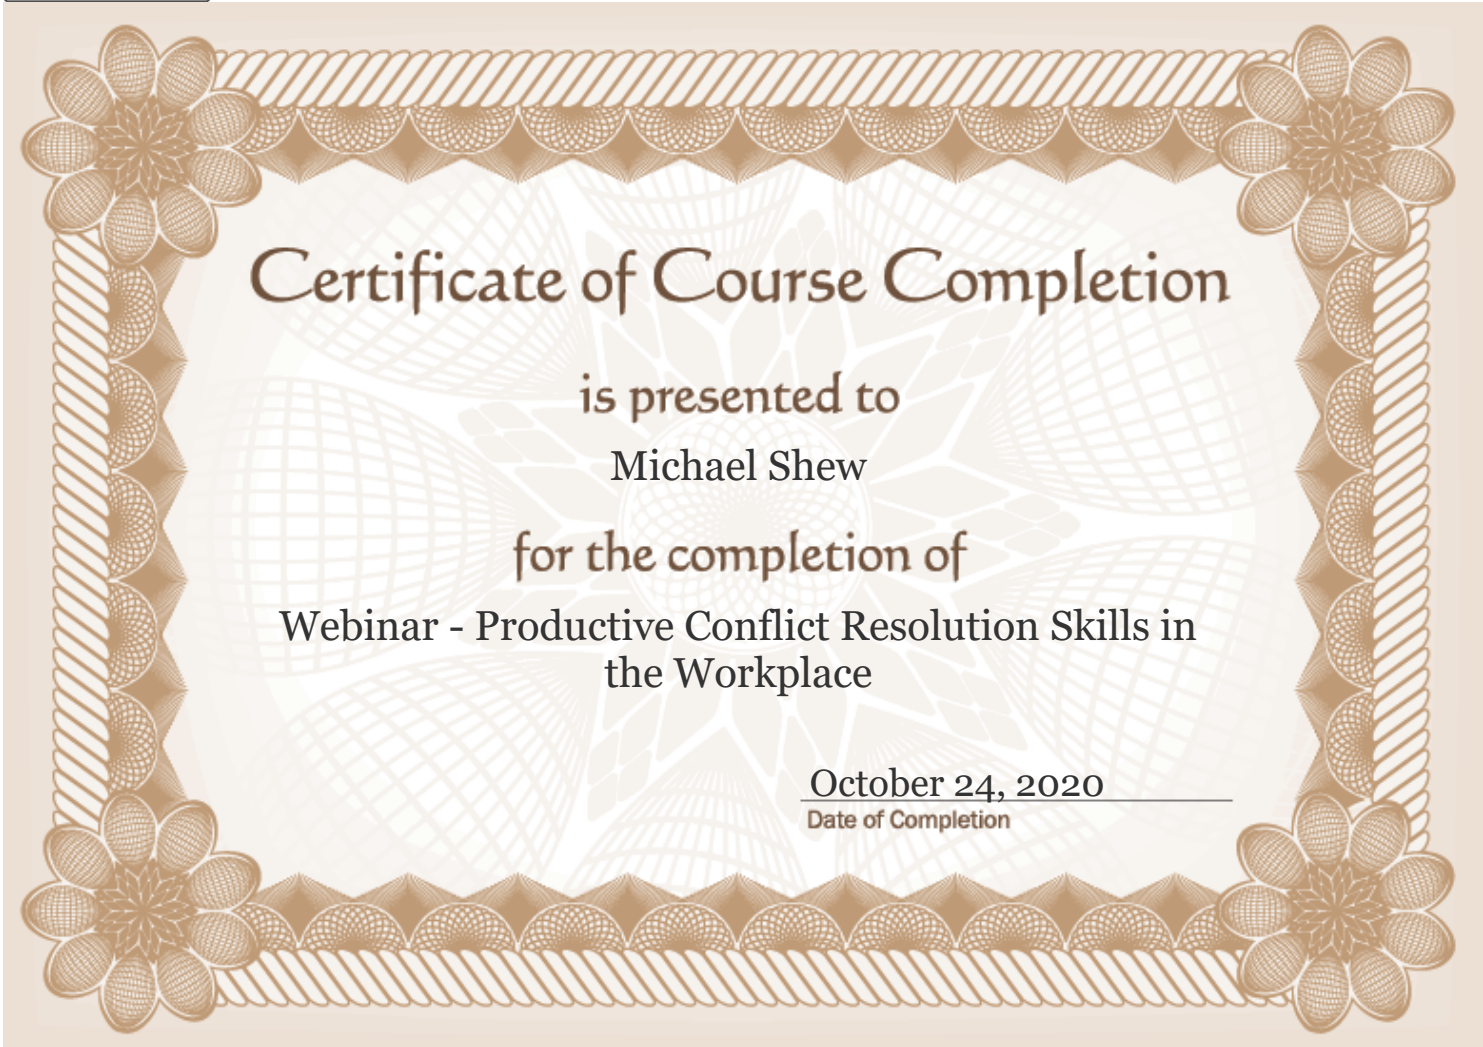 Certificate of Course Completion
is presented to
Michael Shew
for the completion of
Webinar - Productive Conflict Resolution Skills in
the Workplace
October 24, 2020
Date of Completion